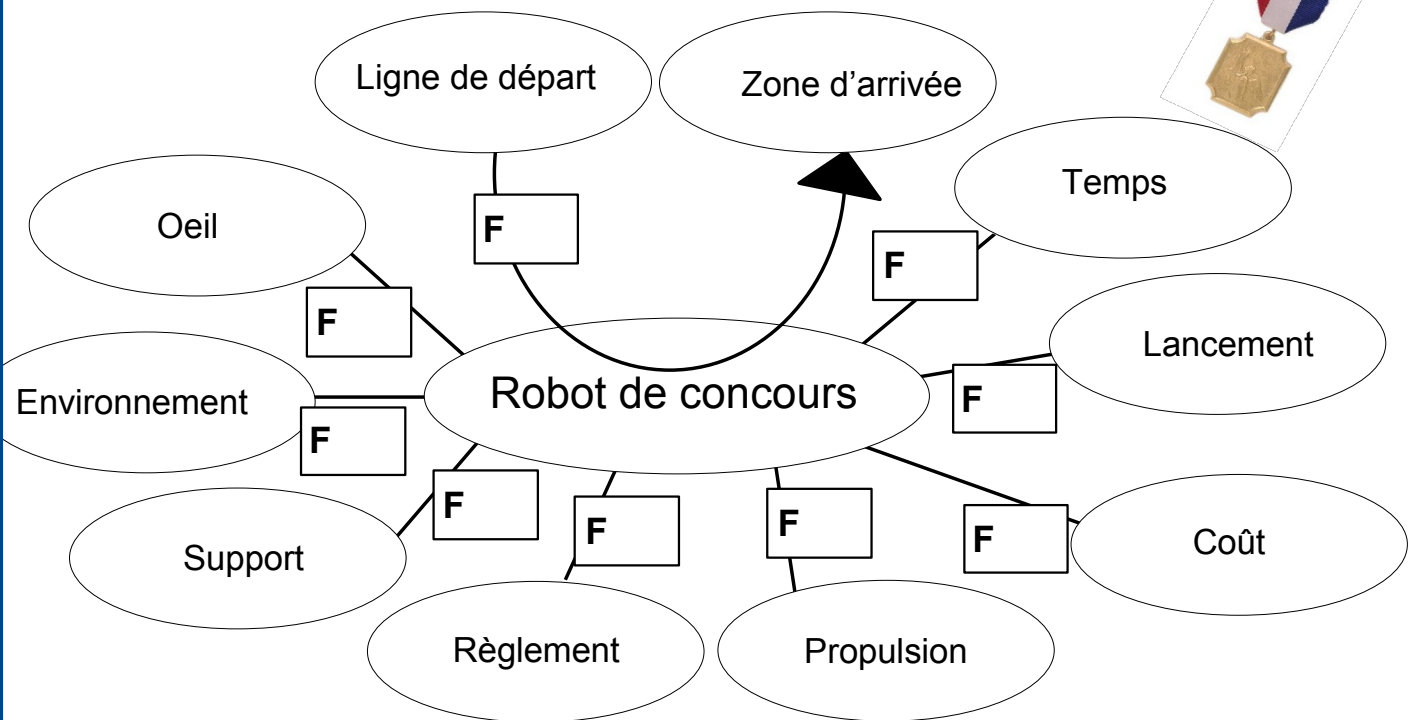 Ligne de départ
Zone d'arrivée
Temps
Oeil
F
F
F
Lancement
F
Robot de concours
Environnement
F
F
F
F
F
F
Support
Coût
Règlement
Propulsion